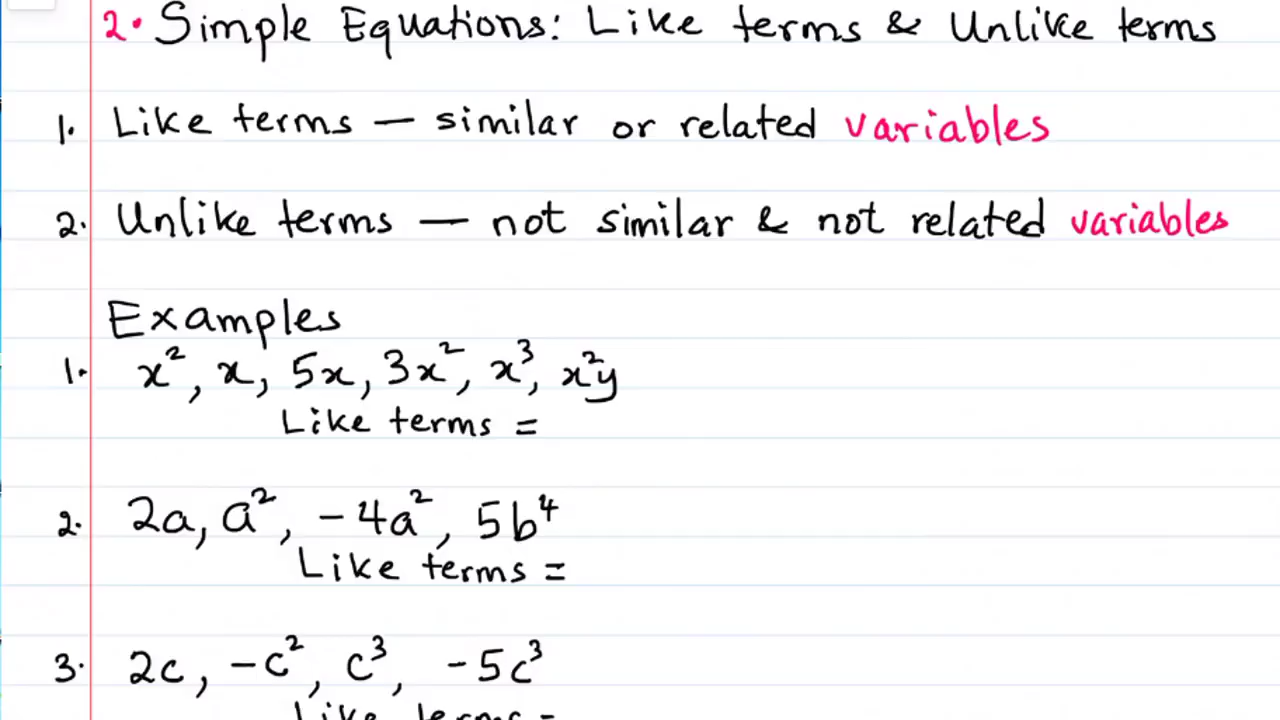 2. Simple Equations: Like terms & Unlike terms
1. Like terms — similar or related variables
2. Unlike terms — not similar & not related variables
Examples
1. x², x, 5x, 3x², x³, x²y
Like terms =
2. 2a, a², -4a², 5b⁴
Like terms =
3. 2c, -c², c³, -5c³
Like terms =